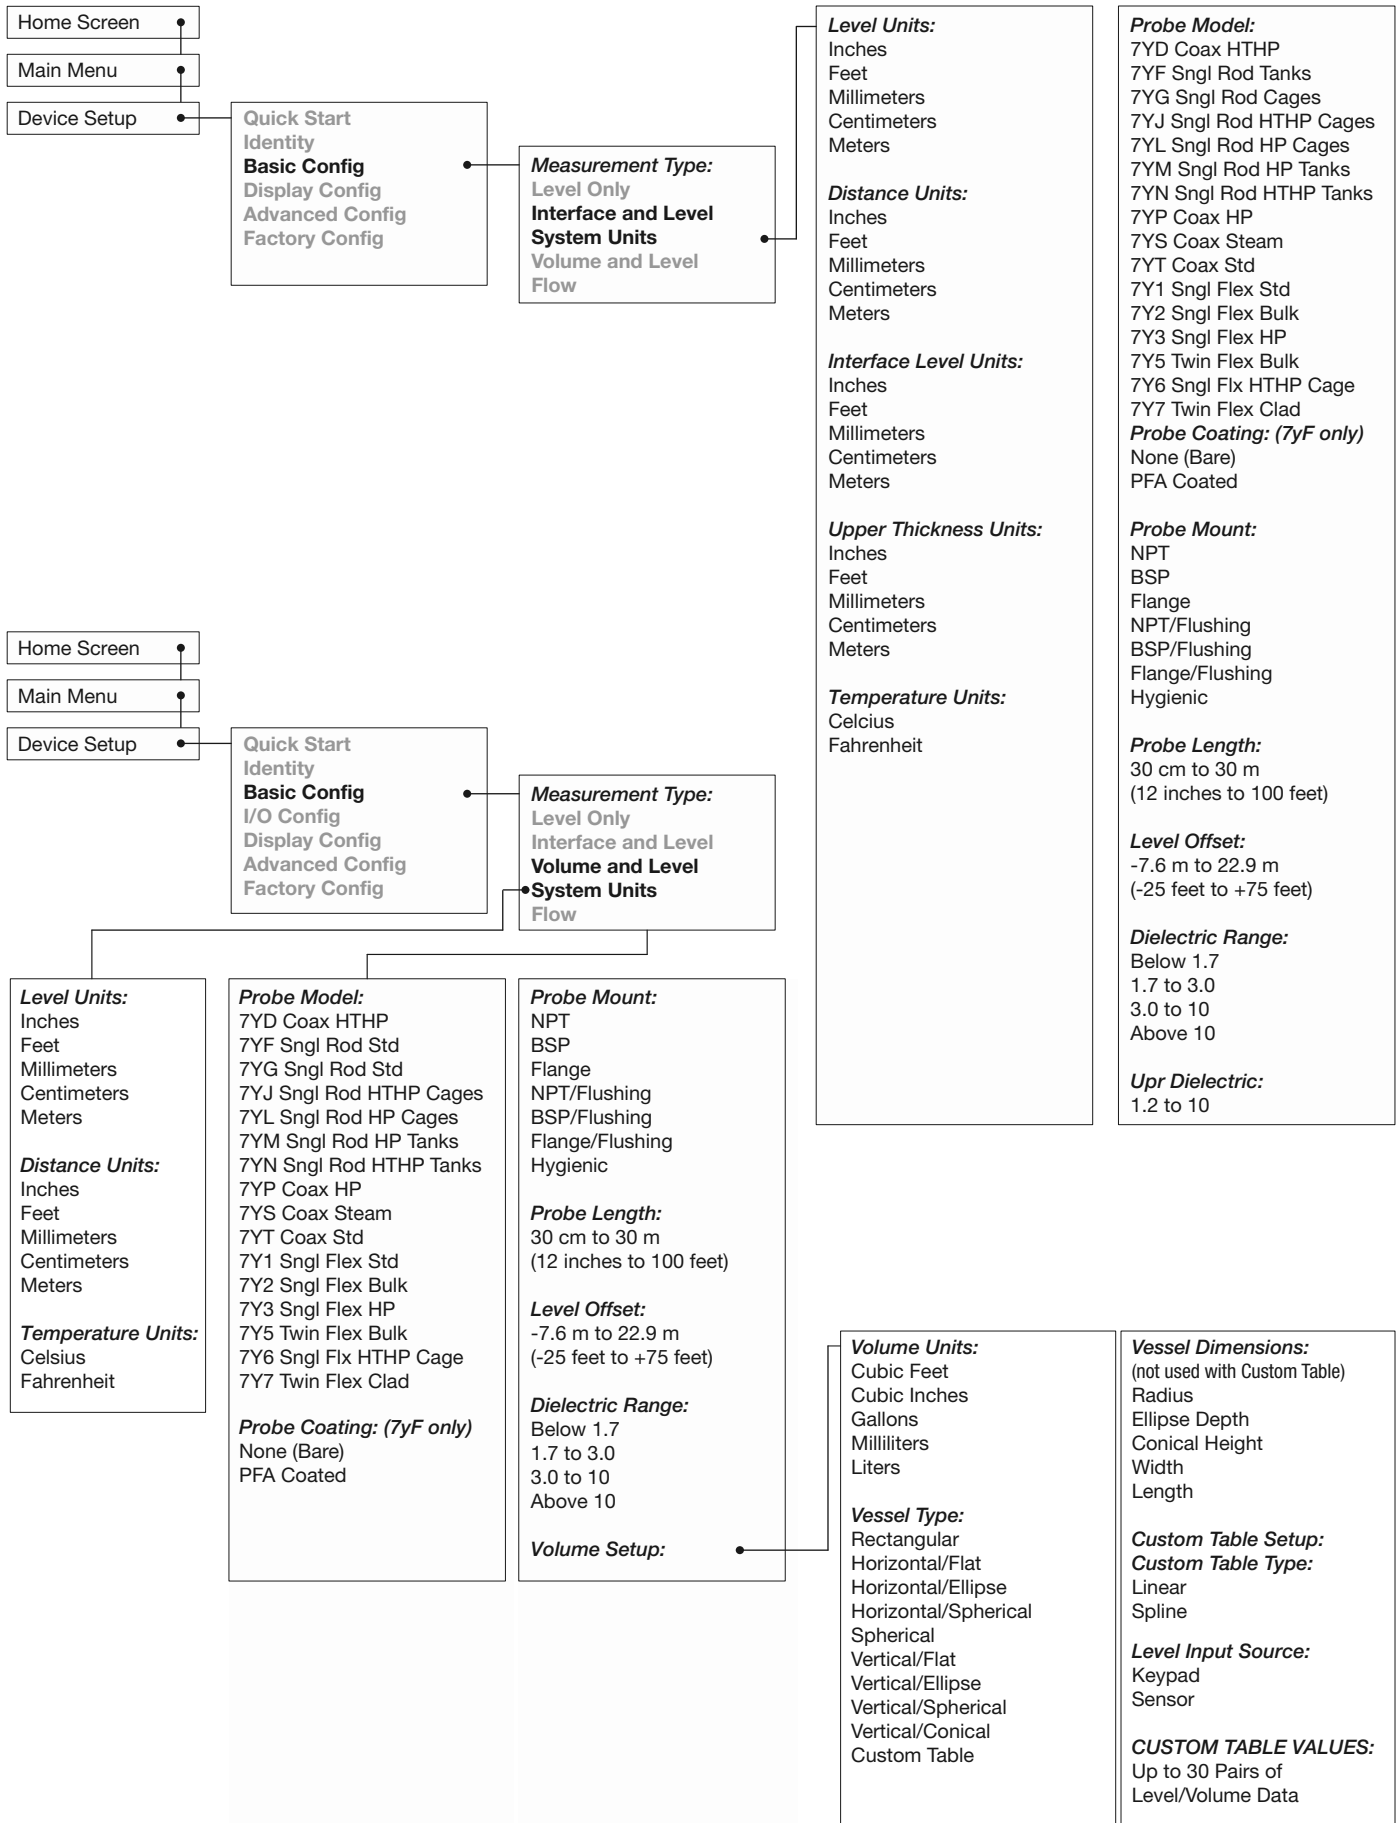 Home Screen
Main Menu
Device Setup
Quick Start
Identity
Basic Config
Display Config
Advanced Config
Factory Config
Measurement Type:
Level Only
Interface and Level
System Units
Volume and Level
Flow
Level Units:
Inches
Feet
Millimeters
Centimeters
Meters
Distance Units:
Inches
Feet
Millimeters
Centimeters
Meters
Interface Level Units:
Inches
Feet
Millimeters
Centimeters
Meters
Upper Thickness Units:
Inches
Feet
Millimeters
Centimeters
Meters
Temperature Units:
Celcius
Fahrenheit
Probe Model:
7YD Coax HTHP
7YF Sngl Rod Tanks
7YG Sngl Rod Cages
7YJ Sngl Rod HTHP Cages
7YL Sngl Rod HP Cages
7YM Sngl Rod HP Tanks
7YN Sngl Rod HTHP Tanks
7YP Coax HP
7YS Coax Steam
7YT Coax Std
7Y1 Sngl Flex Std
7Y2 Sngl Flex Bulk
7Y3 Sngl Flex HP
7Y5 Twin Flex Bulk
7Y6 Sngl Flx HTHP Cage
7Y7 Twin Flex Clad
Probe Coating: (7yF only)
None (Bare)
PFA Coated
Probe Mount:
NPT
BSP
Flange
NPT/Flushing
BSP/Flushing
Flange/Flushing
Hygienic
Probe Length:
30 cm to 30 m
(12 inches to 100 feet)
Level Offset:
-7.6 m to 22.9 m
(-25 feet to +75 feet)
Dielectric Range:
Below 1.7
1.7 to 3.0
3.0 to 10
Above 10
Upr Dielectric:
1.2 to 10
Home Screen
Main Menu
Device Setup
Quick Start
Identity
Basic Config
I/O Config
Display Config
Advanced Config
Factory Config
Measurement Type:
Level Only
Interface and Level
Volume and Level
System Units
Flow
Level Units:
Inches
Feet
Millimeters
Centimeters
Meters
Distance Units:
Inches
Feet
Millimeters
Centimeters
Meters
Temperature Units:
Celsius
Fahrenheit
Probe Model:
7YD Coax HTHP
7YF Sngl Rod Std
7YG Sngl Rod Std
7YJ Sngl Rod HTHP Cages
7YL Sngl Rod HP Cages
7YM Sngl Rod HP Tanks
7YN Sngl Rod HTHP Tanks
7YP Coax HP
7YS Coax Steam
7YT Coax Std
7Y1 Sngl Flex Std
7Y2 Sngl Flex Bulk
7Y3 Sngl Flex HP
7Y5 Twin Flex Bulk
7Y6 Sngl Flx HTHP Cage
7Y7 Twin Flex Clad
Probe Coating: (7yF only)
None (Bare)
PFA Coated
Probe Mount:
NPT
BSP
Flange
NPT/Flushing
BSP/Flushing
Flange/Flushing
Hygienic
Probe Length:
30 cm to 30 m
(12 inches to 100 feet)
Level Offset:
-7.6 m to 22.9 m
(-25 feet to +75 feet)
Dielectric Range:
Below 1.7
1.7 to 3.0
3.0 to 10
Above 10
Volume Setup:
Volume Units:
Cubic Feet
Cubic Inches
Gallons
Milliliters
Liters
Vessel Type:
Rectangular
Horizontal/Flat
Horizontal/Ellipse
Horizontal/Spherical
Spherical
Vertical/Flat
Vertical/Ellipse
Vertical/Spherical
Vertical/Conical
Custom Table
Vessel Dimensions:
(not used with Custom Table)
Radius
Ellipse Depth
Conical Height
Width
Length
Custom Table Setup:
Custom Table Type:
Linear
Spline
Level Input Source:
Keypad
Sensor
CUSTOM TABLE VALUES:
Up to 30 Pairs of
Level/Volume Data